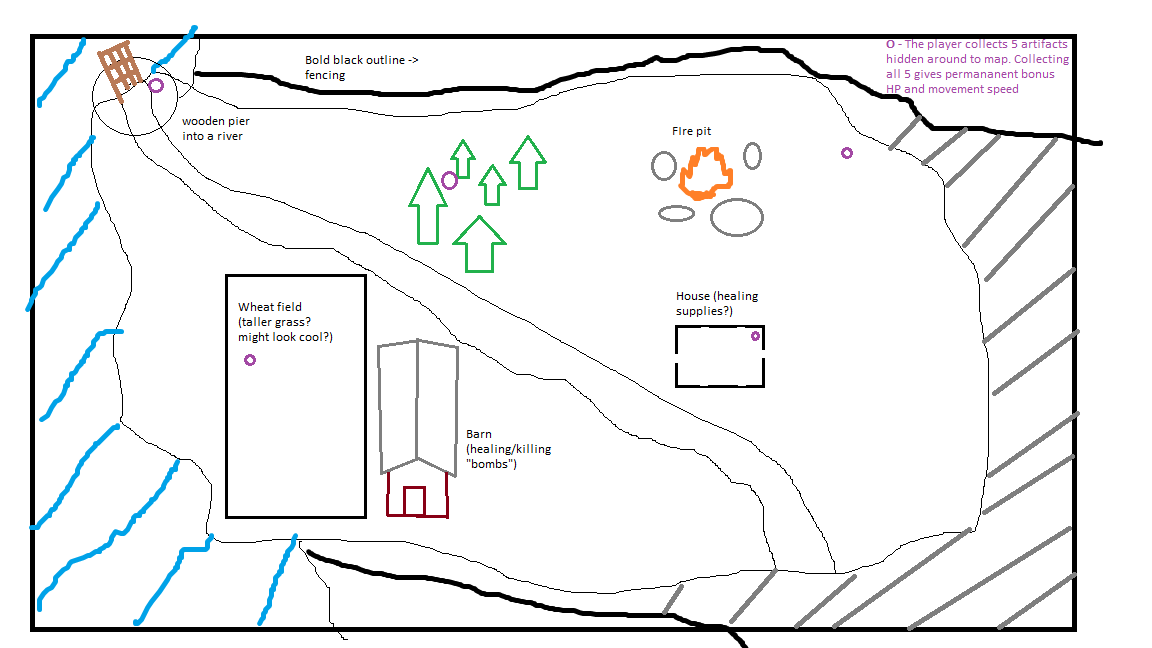 O - The player collects 5 artifacts
hidden around to map. Collecting
all 5 gives permananent bonus
HP and movement speed
Bold black outline ->
fencing
wooden pier
into a river
FIre pit
House (healing
supplies?)
Wheat field
(taller grass?
might look cool?)
Barn
(healing/killing
"bombs")